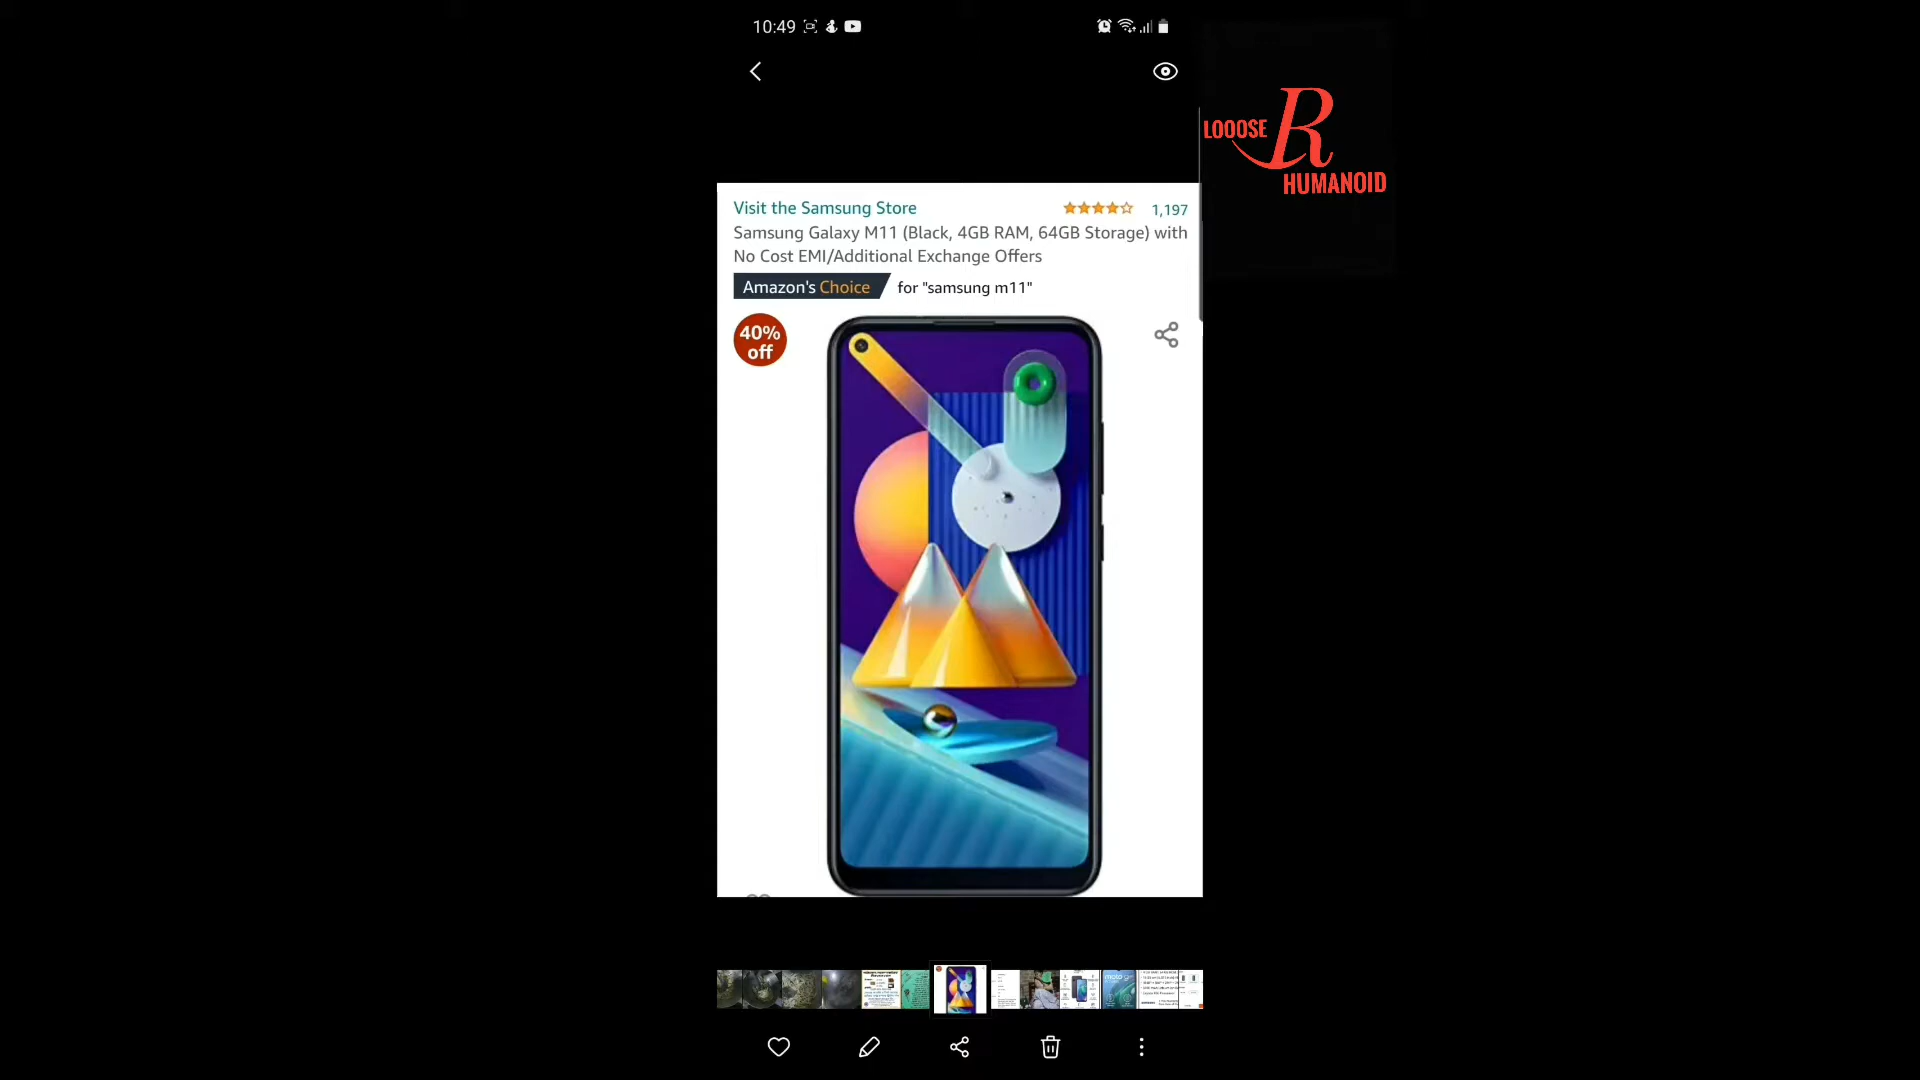 10:49
LOOOSE
R
HUMANOID
Visit the Samsung Store
1,197
Samsung Galaxy M11 (Black, 4GB RAM, 64GB Storage) with
No Cost EMI/Additional Exchange Offers
Amazon's Choice for "samsung m11"
40%
off